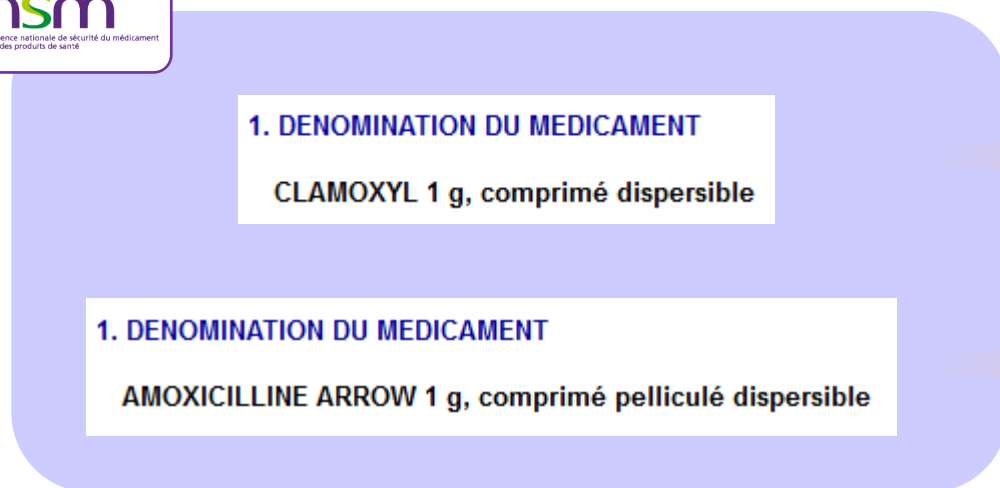 nsm
nationale de sécurité du médicament
des produits de santé
1. DENOMINATION DU MEDICAMENT
CLAMOXYL 1 g, comprimé dispersible
1. DENOMINATION DU MEDICAMENT
AMOXICILLINE ARROW 1 g, comprimé pelliculé dispersible